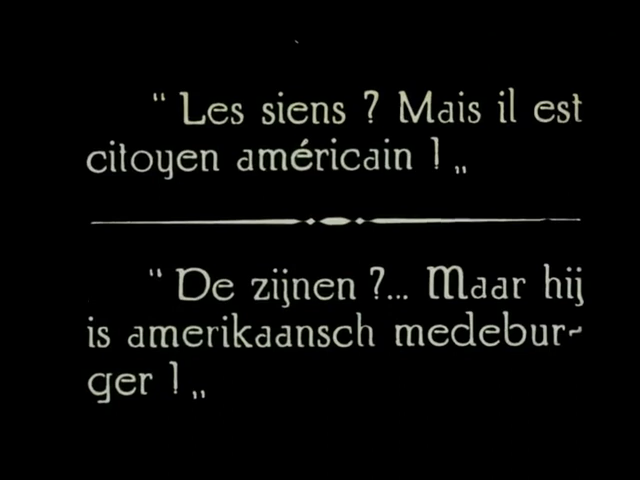 “ Les siens ? Mais il est
citoyen américain ! „
“ De zijnen ?... Maar hij
is amerikaansch medebur-
ger ! „